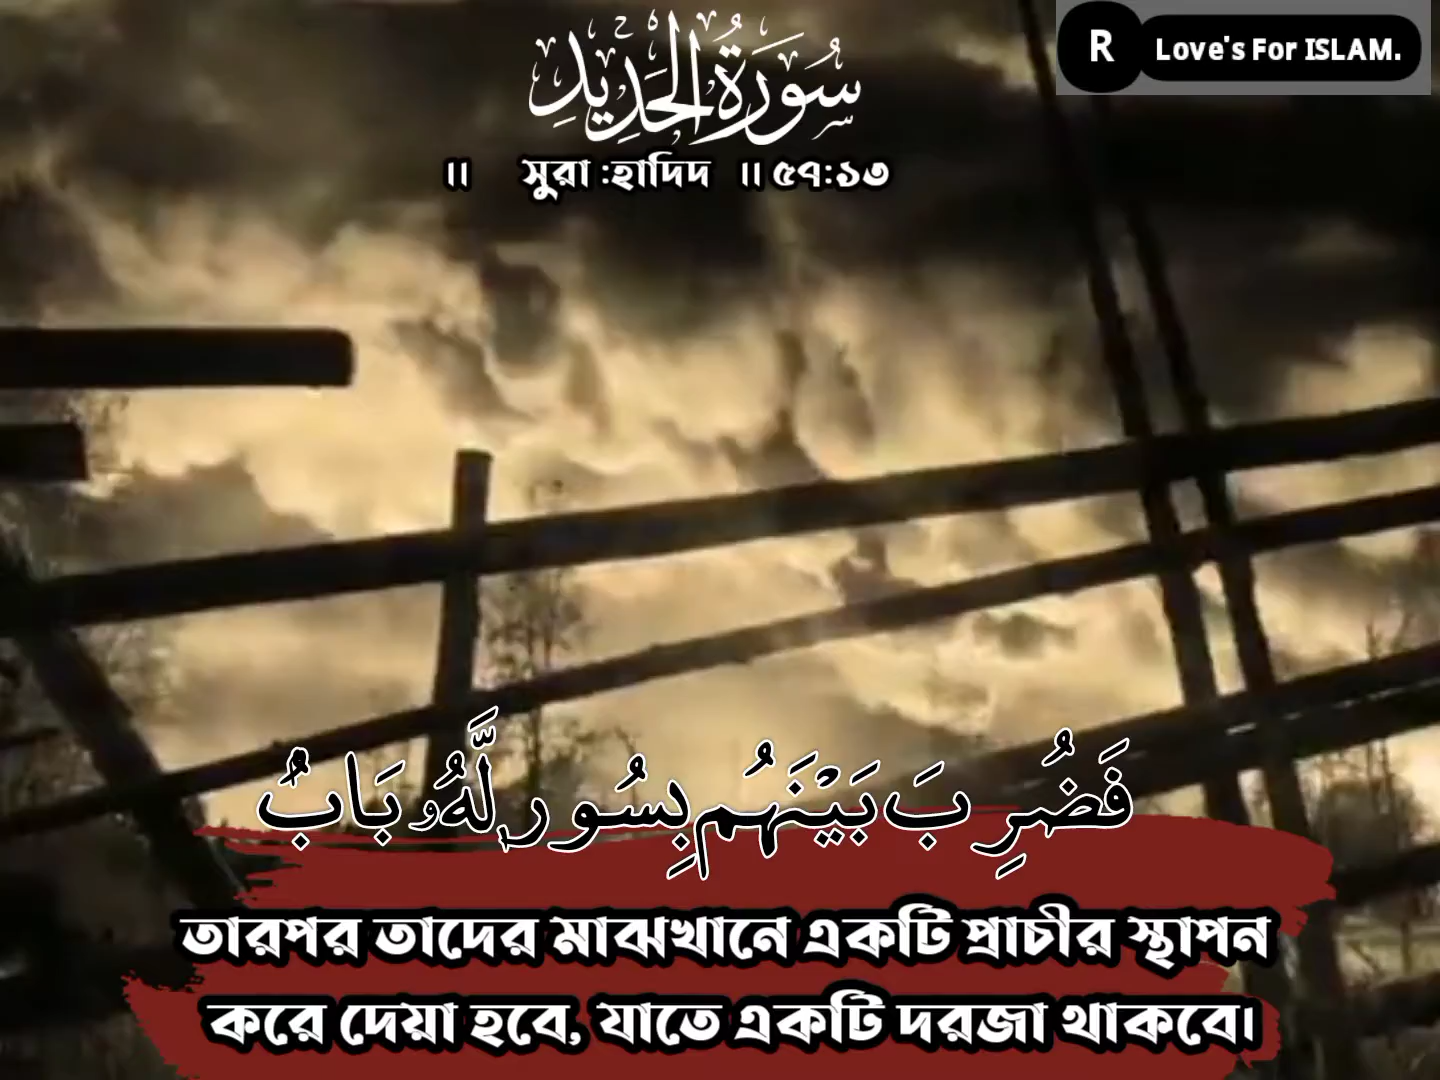 سُورَةُ الحَدِيدِ
R Love's For ISLAM.
॥ সুরা :হাদিদ ॥ ৫৭:১৩
فَضُرِبَ بَيْنَهُم بِسُورٍ لَّهُۥ بَابٌۢ
তারপর তাদের মাঝখানে একটি প্রাচীর স্থাপন
করে দেয়া হবে, যাতে একটি দরজা থাকবে।